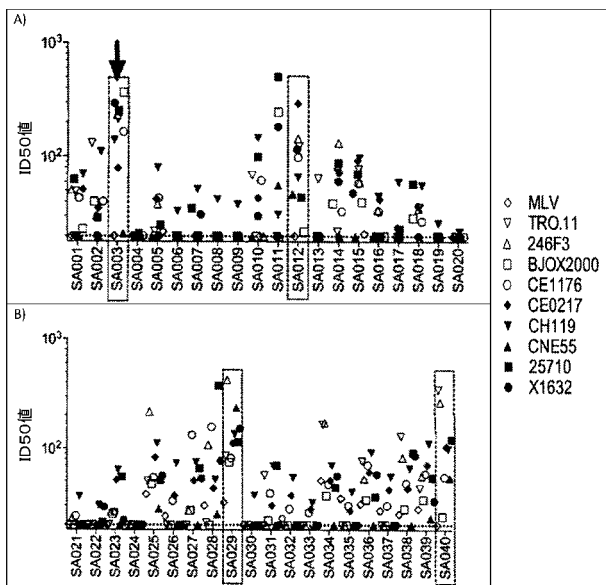 A)
ID50値
10³
10²
SA001
SA002
SA003
SA004
SA005
SA006
SA007
SA008
SA009
SA010
SA011
SA012
SA013
SA014
SA015
SA016
SA017
SA018
SA019
SA020
B)
ID50値
10³
10²
SA021
SA022
SA023
SA024
SA025
SA026
SA027
SA028
SA029
SA030
SA031
SA032
SA033
SA034
SA035
SA036
SA037
SA038
SA039
SA040
MLV
TRO.11
246F3
BJOX2000
CE1176
CE0217
CH119
CNE55
25710
X1632